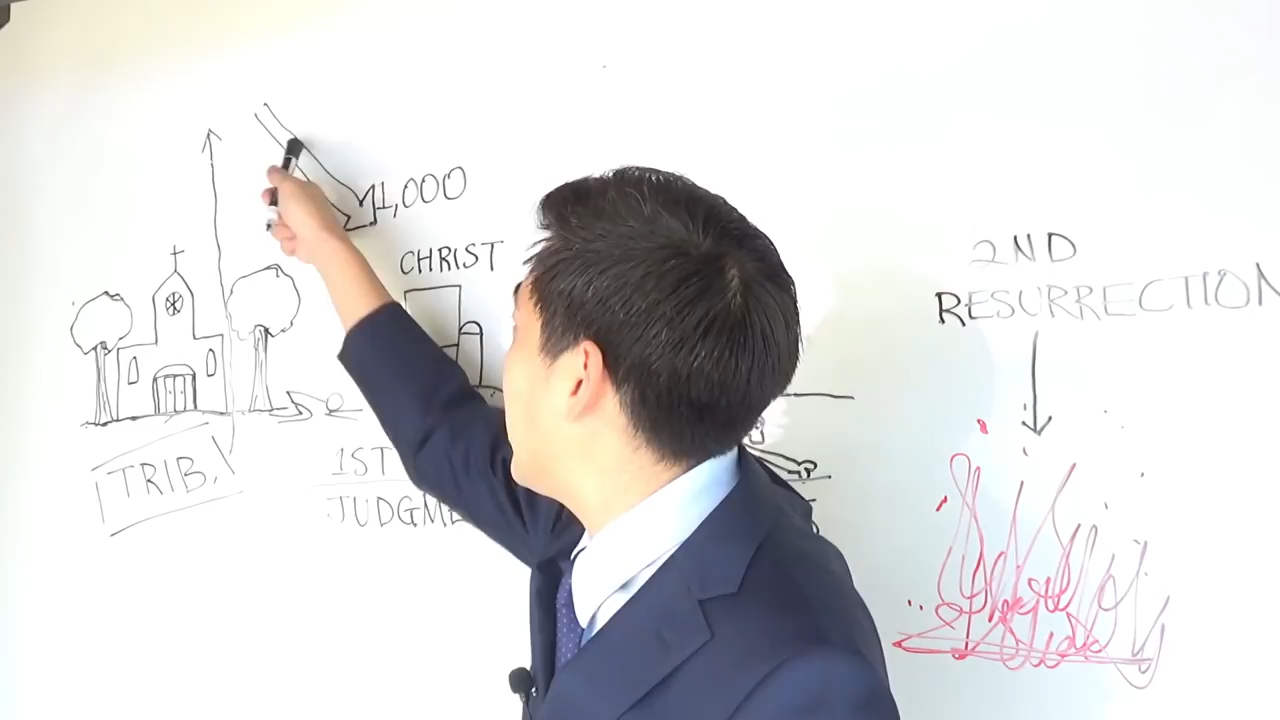 1,000
CHRIST
TRIB.
1ST
JUDGME
2ND
RESURRECTION